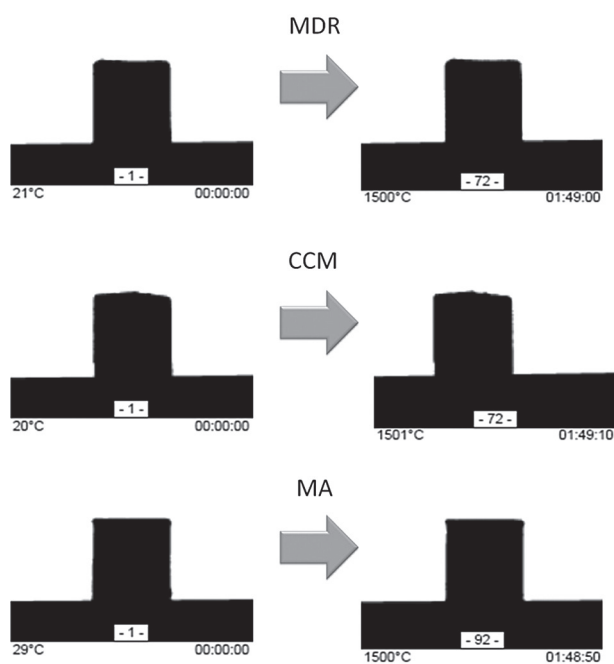 MDR
- 1 -
- 72 -
21°C 00:00:00
1500°C 01:49:00
CCM
- 1 -
- 72 -
20°C 00:00:00
1501°C 01:49:10
MA
- 1 -
- 92 -
29°C 00:00:00
1500°C 01:48:50